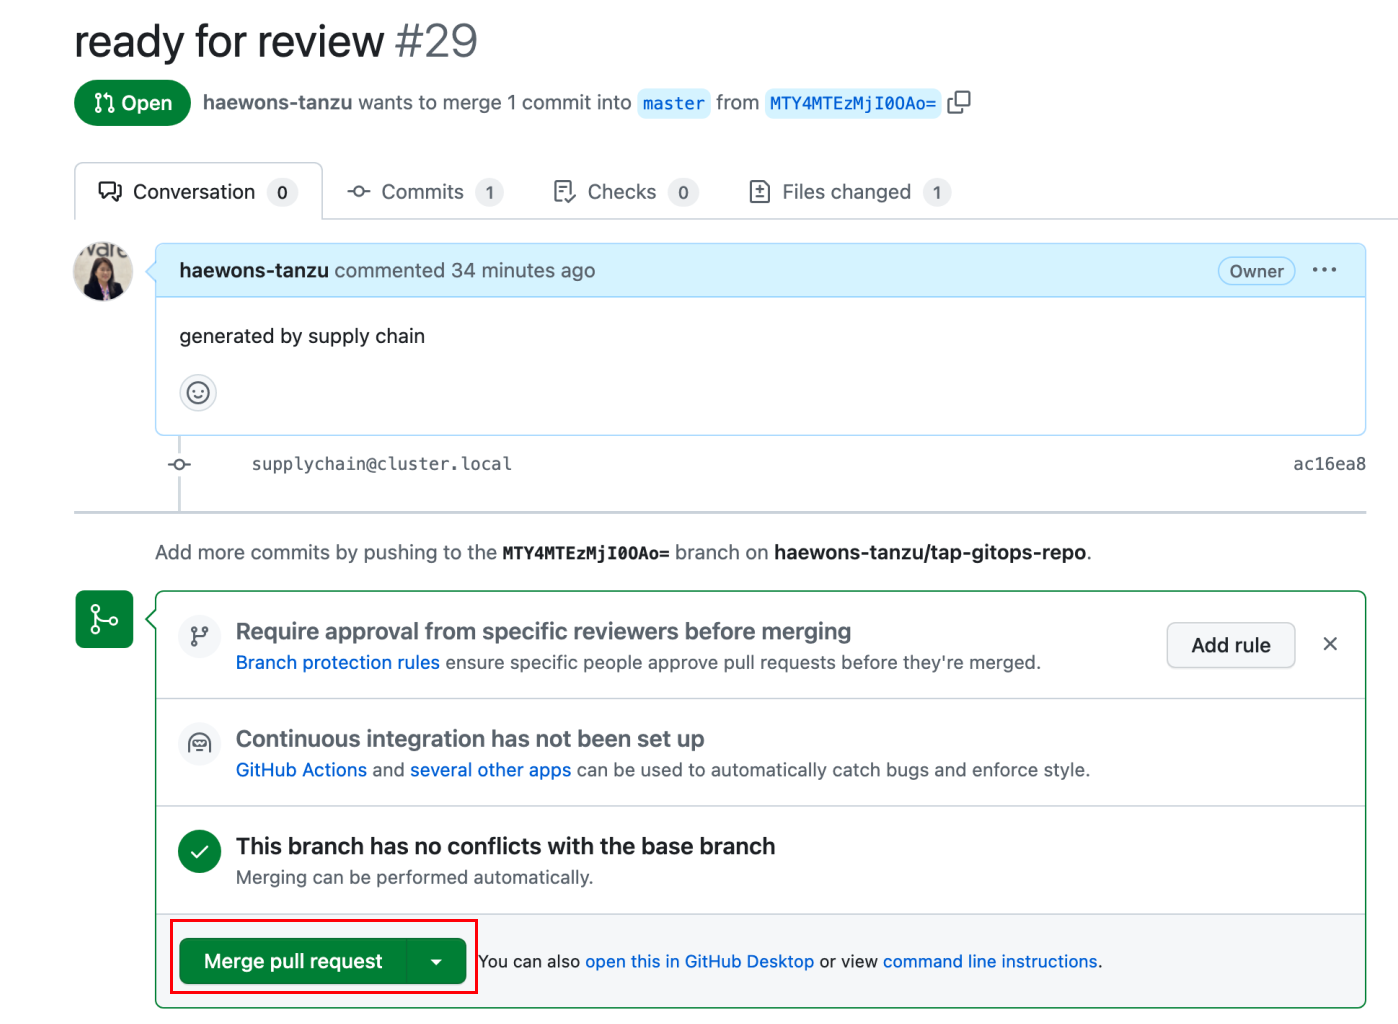 ready for review #29
Open haewons-tanzu wants to merge 1 commit into master from MTY4MTEzMjI0OAo=
Conversation 0 Commits 1 Checks 0 Files changed 1
haewons-tanzu commented 34 minutes ago Owner
generated by supply chain
supplychain@cluster.local ac16ea8
Add more commits by pushing to the MTY4MTEzMjI0OAo= branch on haewons-tanzu/tap-gitops-repo.
Require approval from specific reviewers before merging
Branch protection rules ensure specific people approve pull requests before they're merged.
Add rule
Continuous integration has not been set up
GitHub Actions and several other apps can be used to automatically catch bugs and enforce style.
This branch has no conflicts with the base branch
Merging can be performed automatically.
Merge pull request You can also open this in GitHub Desktop or view command line instructions.